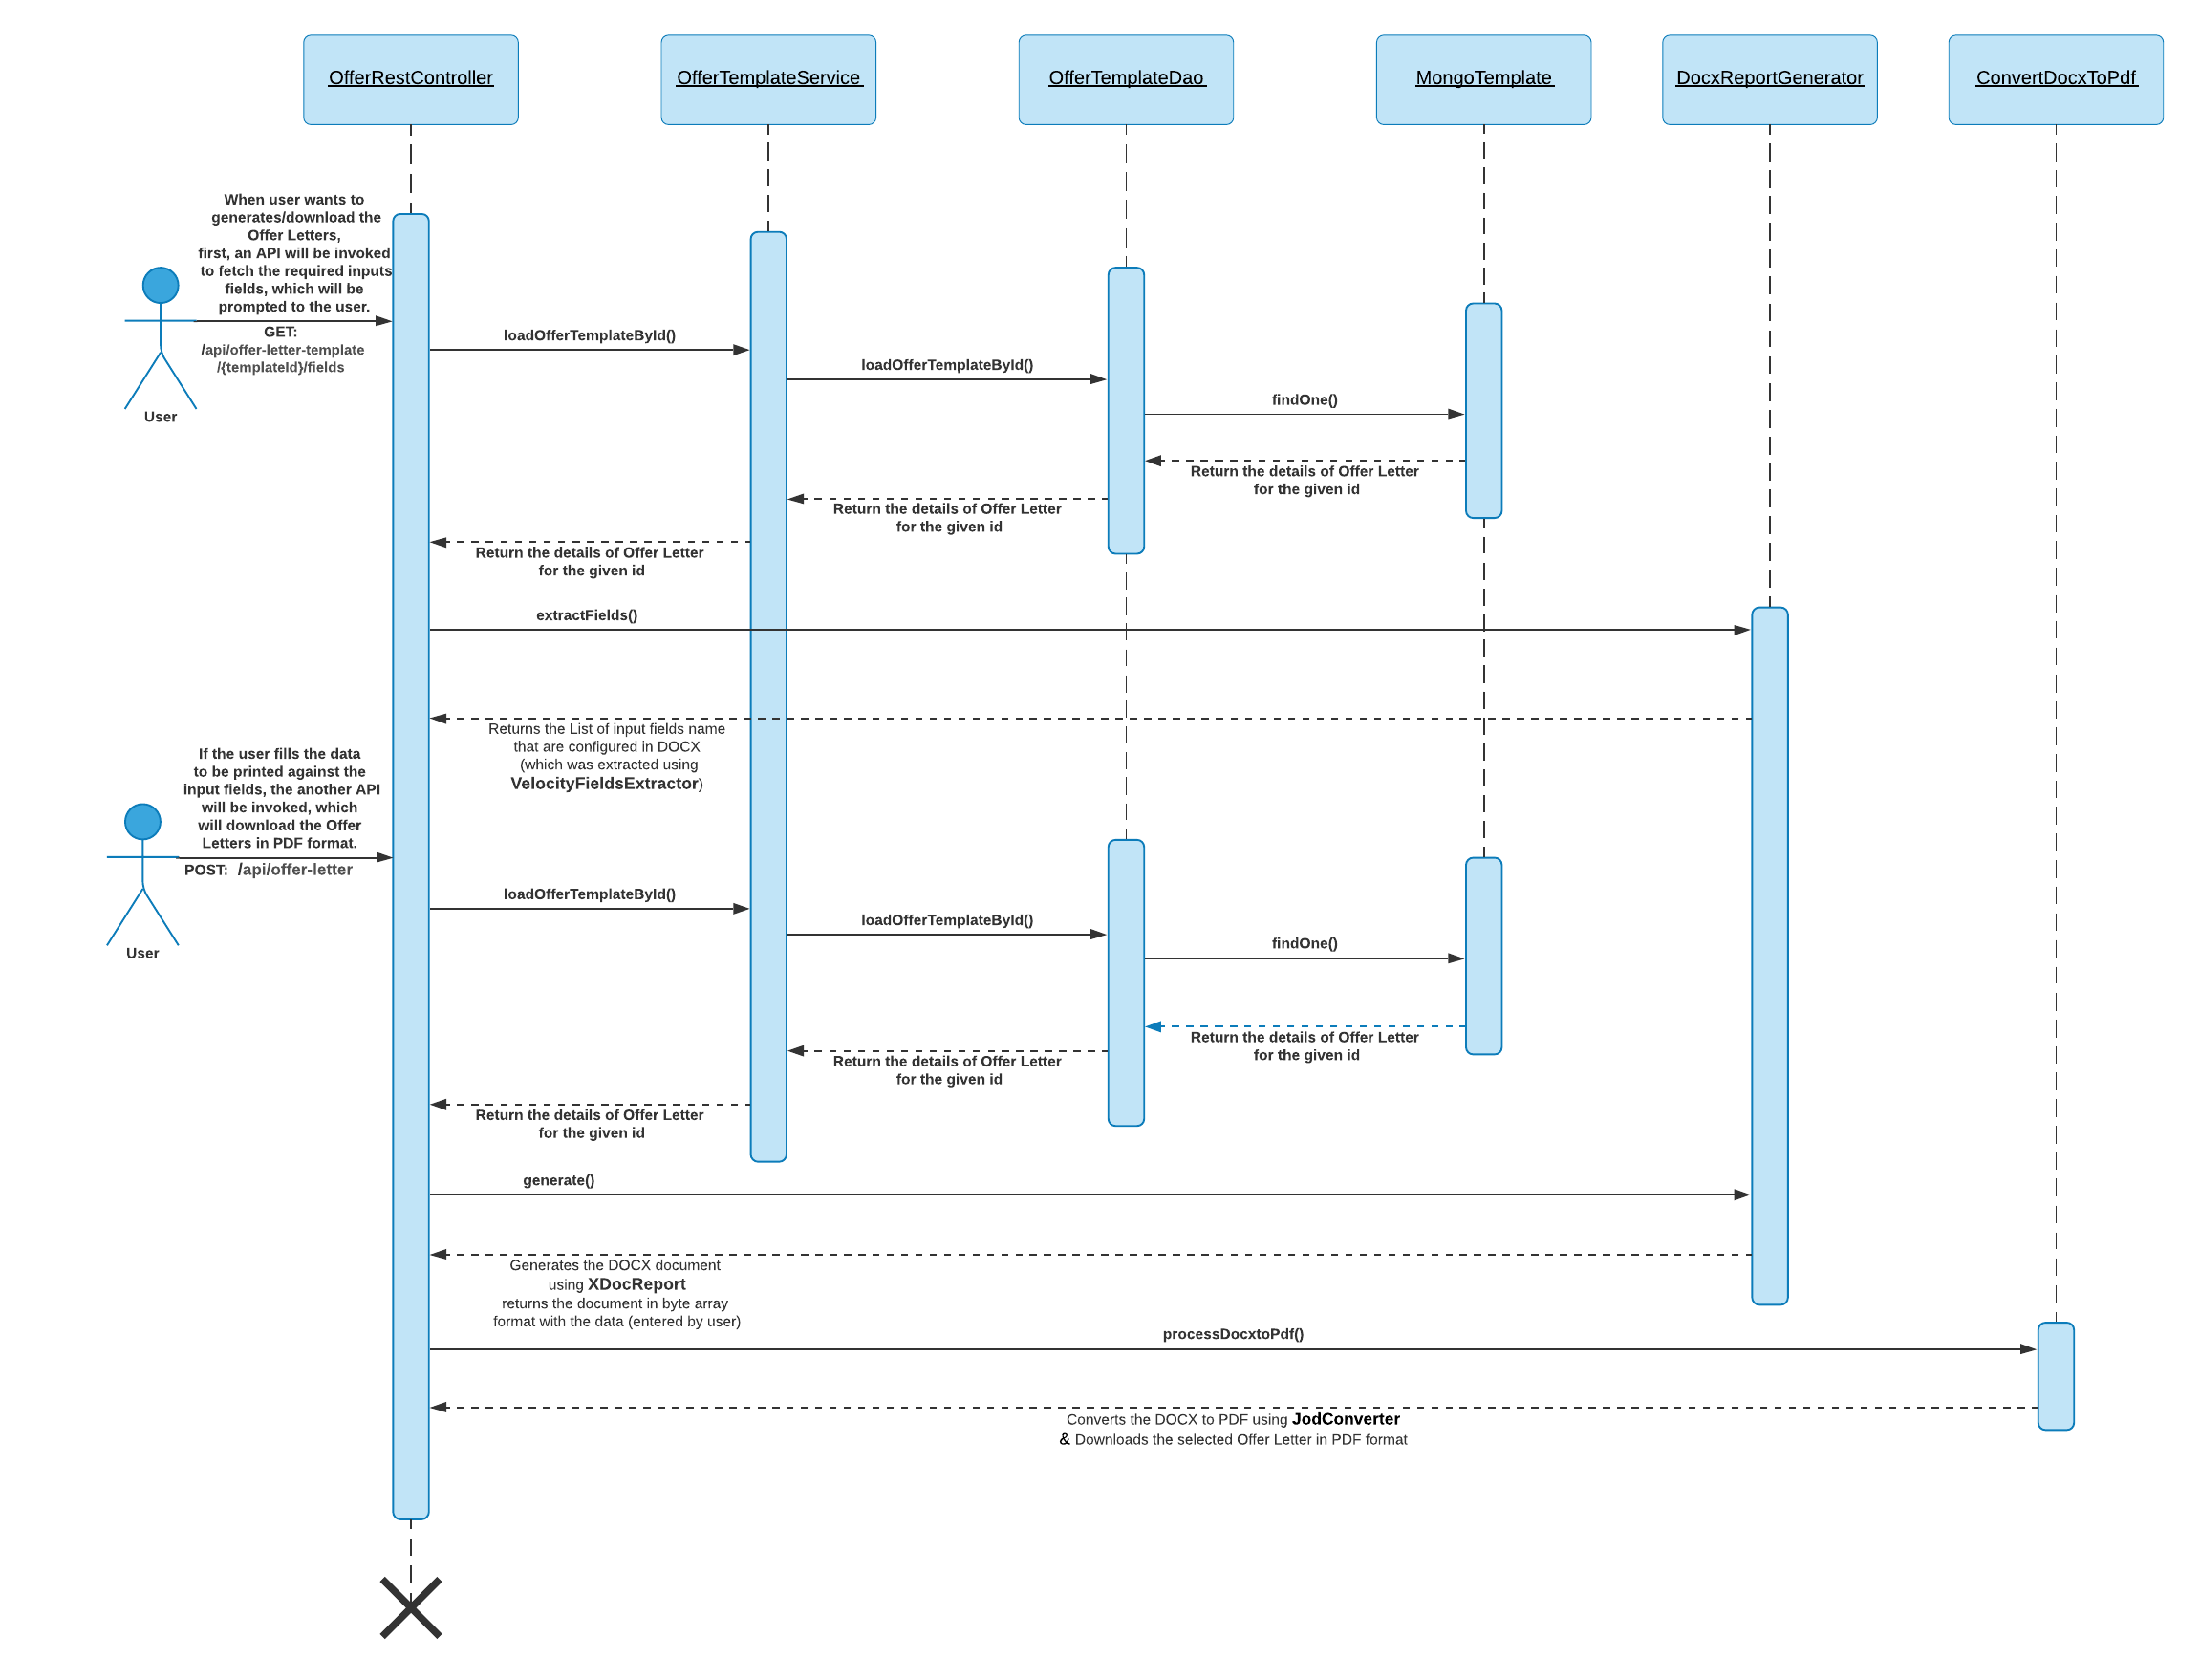 OfferRestController
OfferTemplateService
OfferTemplateDao
MongoTemplate
DocxReportGenerator
ConvertDocxToPdf
When user wants to
generates/download the
Offer Letters,
first, an API will be invoked
to fetch the required inputs
fields, which will be
prompted to the user.
GET:
/api/offer-letter-template
/{templateId}/fields
User
loadOfferTemplateById()
loadOfferTemplateById()
findOne()
Return the details of Offer Letter
for the given id
Return the details of Offer Letter
for the given id
Return the details of Offer Letter
for the given id
extractFields()
Returns the List of input fields name
that are configured in DOCX
(which was extracted using
VelocityFieldsExtractor)
If the user fills the data
to be printed against the
input fields, the another API
will be invoked, which
will download the Offer
Letters in PDF format.
POST: /api/offer-letter
User
loadOfferTemplateById()
loadOfferTemplateById()
findOne()
Return the details of Offer Letter
for the given id
Return the details of Offer Letter
for the given id
Return the details of Offer Letter
for the given id
generate()
Generates the DOCX document
using XDocReport
returns the document in byte array
format with the data (entered by user)
processDocxtoPdf()
Converts the DOCX to PDF using JodConverter
& Downloads the selected Offer Letter in PDF format